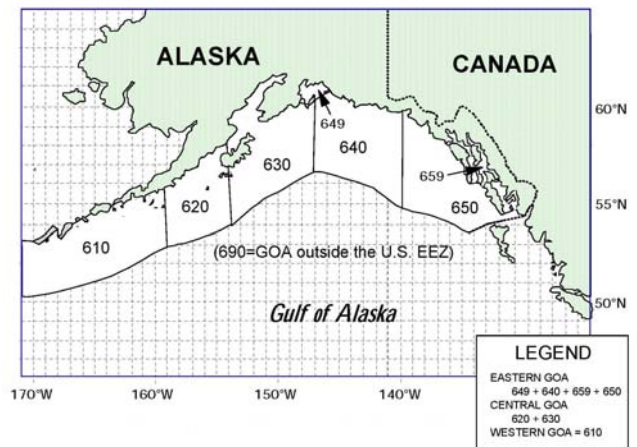 ALASKA
CANADA
60°N
649
640
630
659
620
650
55°N
610
(690=GOA outside the U.S. EEZ)
Gulf of Alaska
50°N
LEGEND
EASTERN GOA
649 + 640 + 659 + 650
CENTRAL GOA
620 + 630
WESTERN GOA = 610
170°W
160°W
150°W
140°W